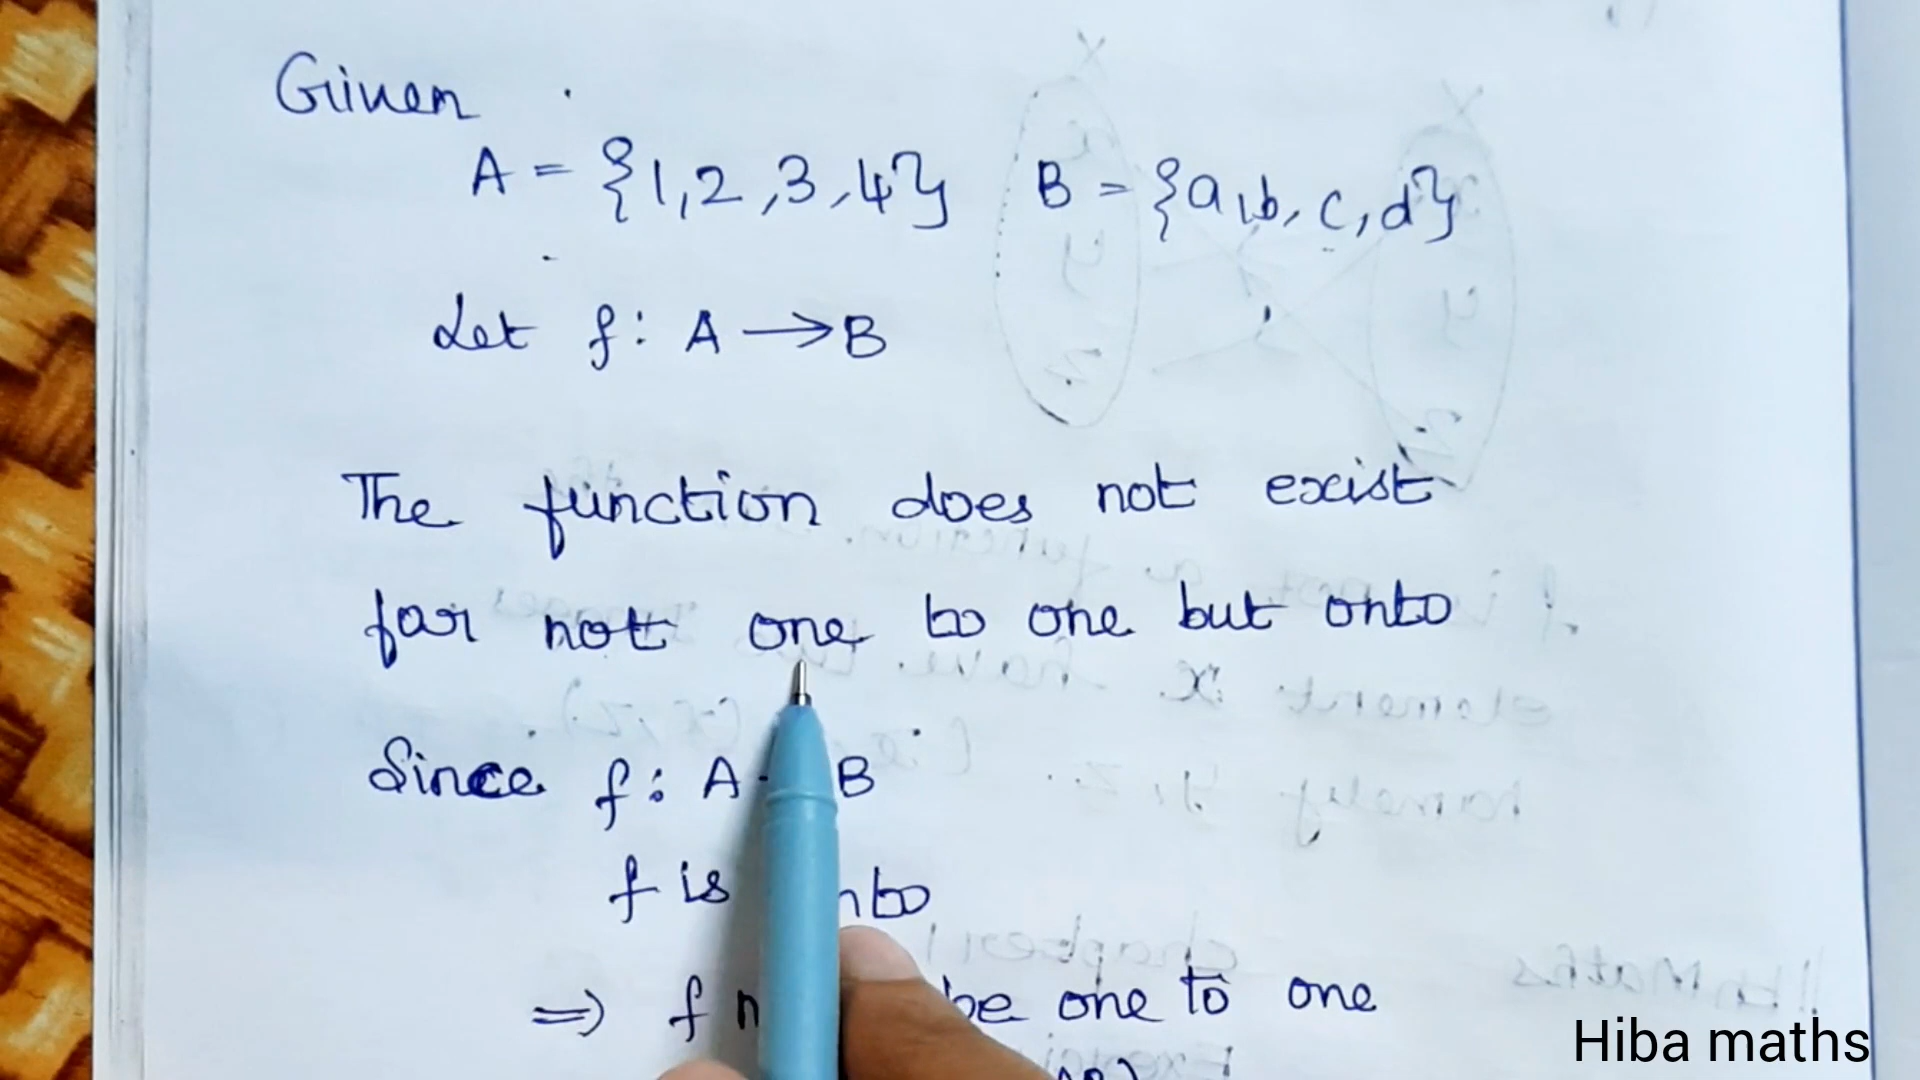 Given
A = {1,2,3,4} B = {a,b,c,d}
Let f: A → B
The function does not exist
for not one to one but onto
Since f: A B
f is
=> f be one to one
Hiba maths